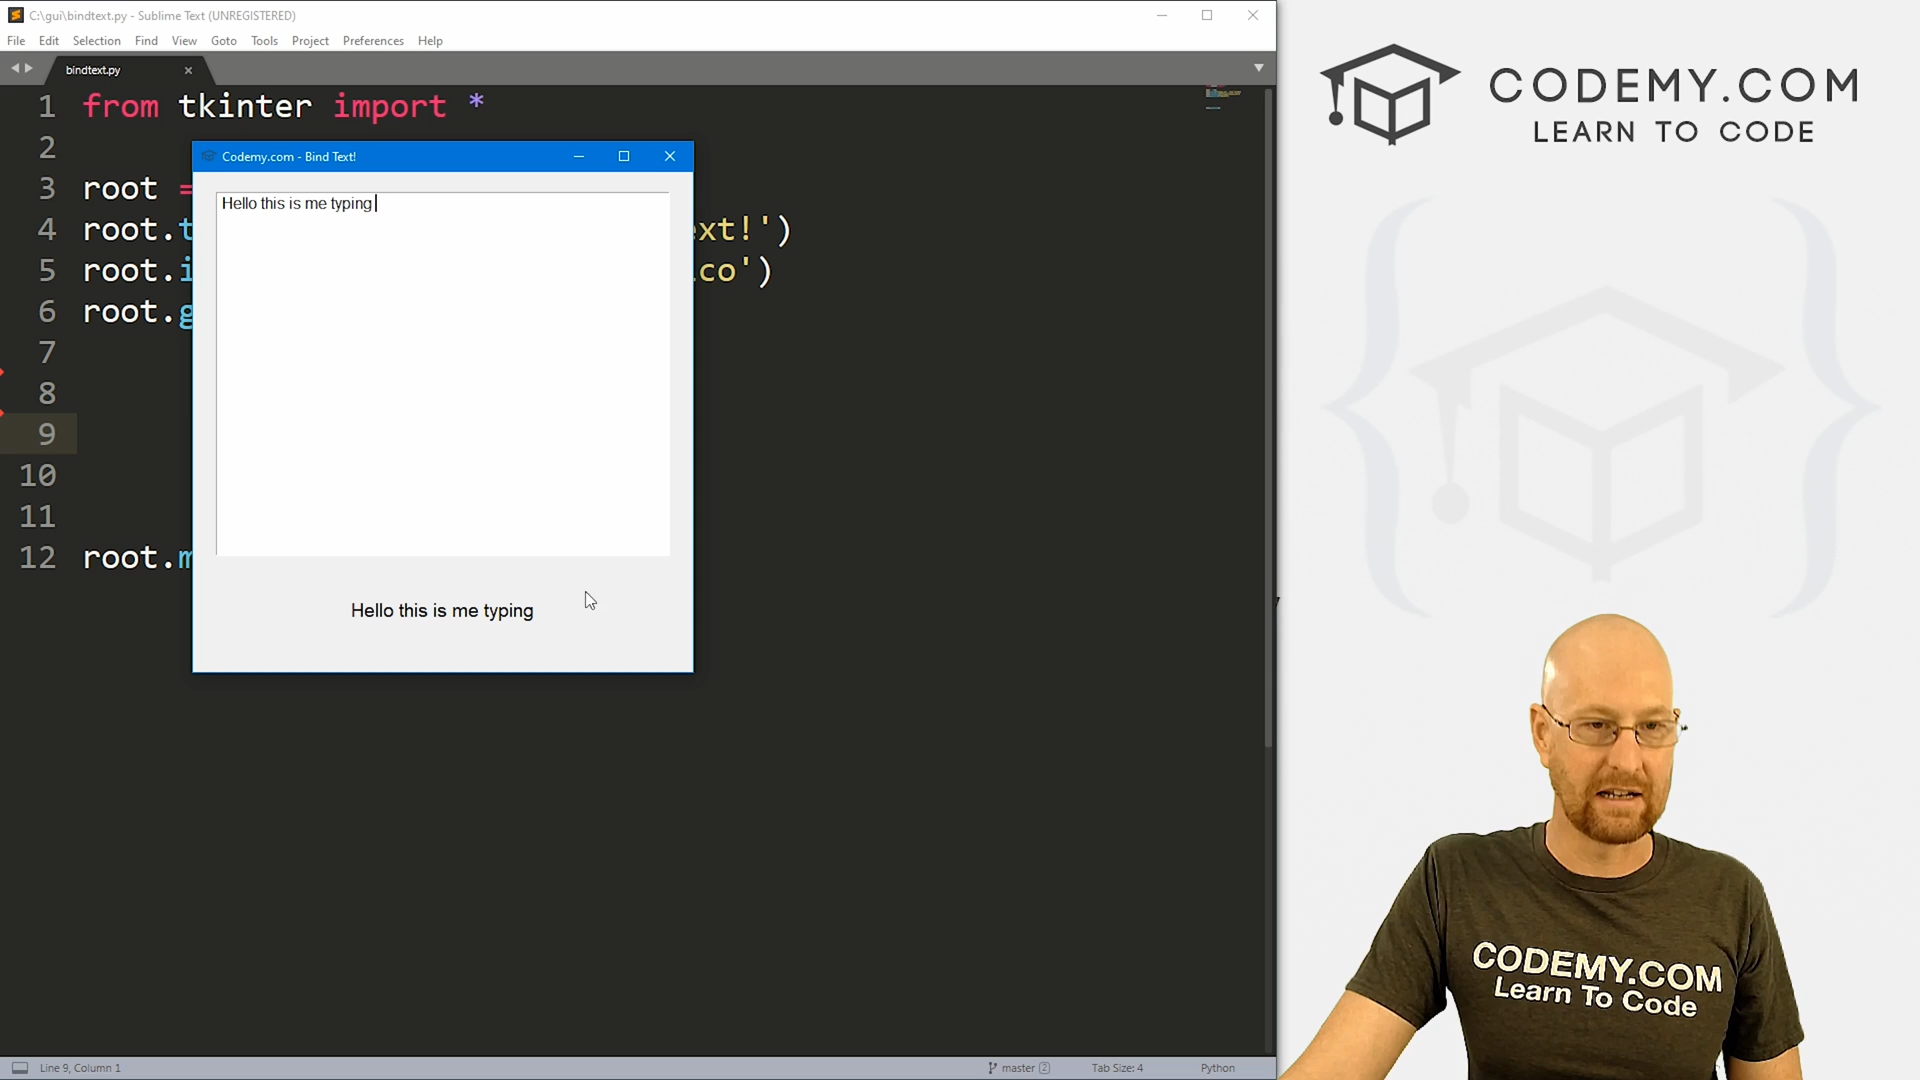 C:\gui\bindtext.py - Sublime Text (UNREGISTERED)
File Edit Selection Find View Goto Tools Project Preferences Help
bindtext.py
1 from tkinter import *
2
3 root =
4 root.t ext!')
5 root.i ico')
6 root.g
7
8
9
10
11
12 root.m
Codemy.com - Bind Text!
Hello this is me typing
Hello this is me typing
Line 9, Column 1
master 2
Tab Size: 4
Python
CODEMY.COM
LEARN TO CODE
CODEMY.COM
Learn To Code